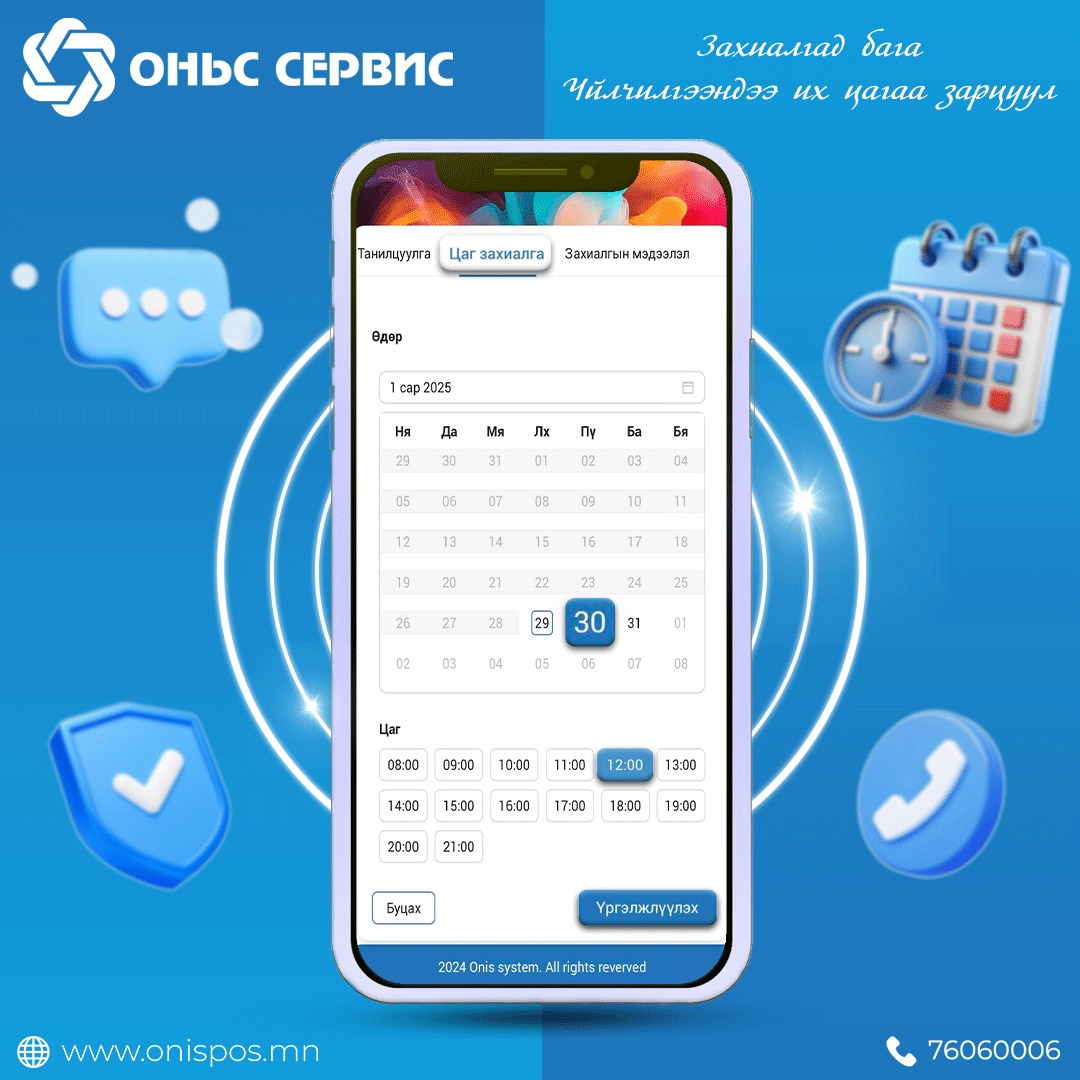 ОНЬС СЕРВИС
Захиалгад бага
Үйлчилгээндээ их цагаа зарцуул
Танилцуулга Цаг захиалга Захиалгын мэдээлэл
Өдөр
1 сар 2025
Ня Да Мя Лх Пү Ба Бя
29 30 31 01 02 03 04
05 06 07 08 09 10 11
12 13 14 15 16 17 18
19 20 21 22 23 24 25
26 27 28 29 30 31 01
02 03 04 05 06 07 08
Цаг
08:00 09:00 10:00 11:00 12:00 13:00
14:00 15:00 16:00 17:00 18:00 19:00
20:00 21:00
Буцах Үргэлжлүүлэх
2024 Onis system. All rights reverved
www.onispos.mn 76060006